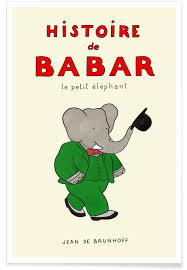 HISTOIRE
de
BABAR
le petit éléphant
JEAN DE BRUNHOFF